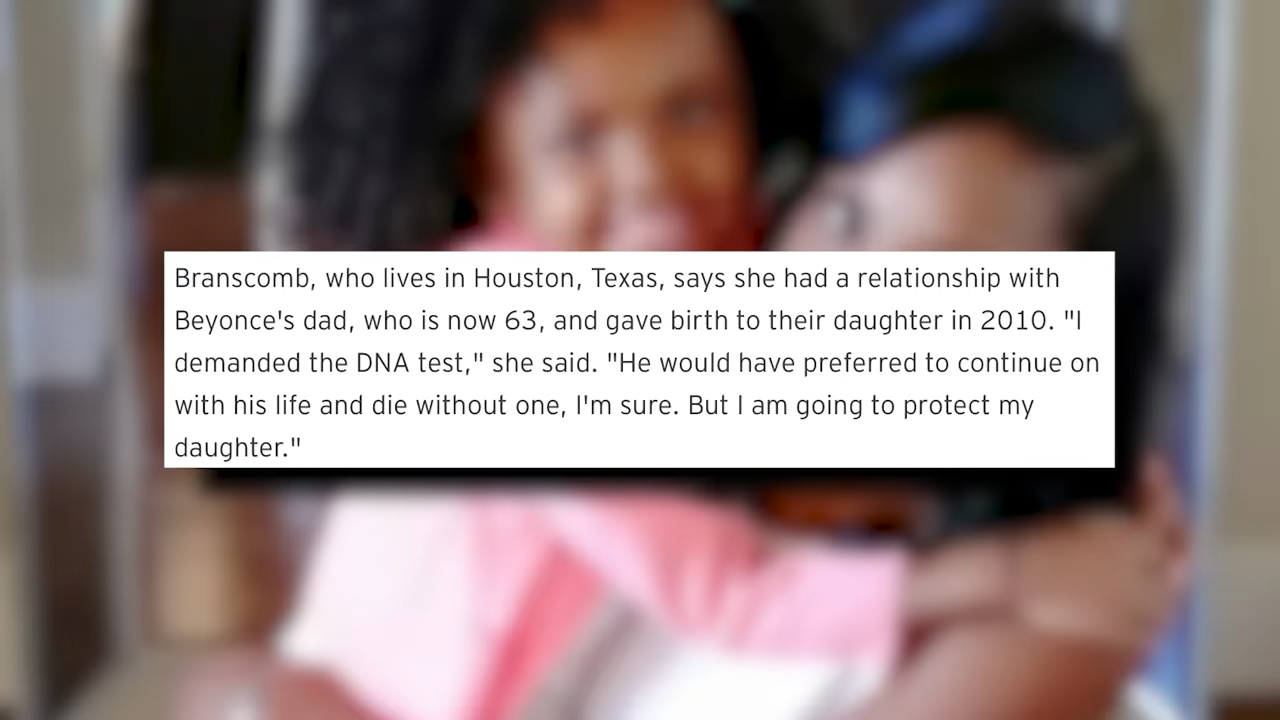 Branscomb, who lives in Houston, Texas, says she had a relationship with
Beyonce's dad, who is now 63, and gave birth to their daughter in 2010. "I
demanded the DNA test," she said. "He would have preferred to continue on
with his life and die without one, I'm sure. But I am going to protect my
daughter."